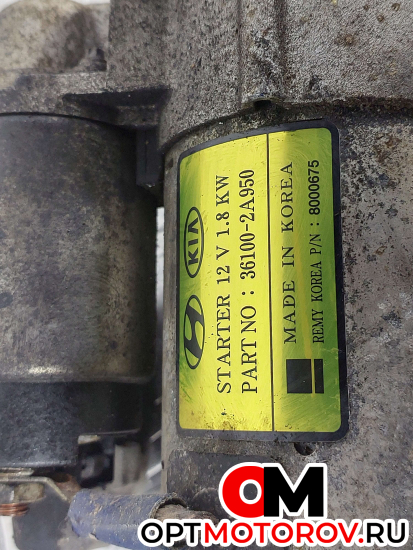 KIA
STARTER 12 V 1.8 KW
PART NO : 36100-2A950
MADE IN KOREA
REMY KOREA P/N : 8000675
OM
OPTMOTOROV.RU